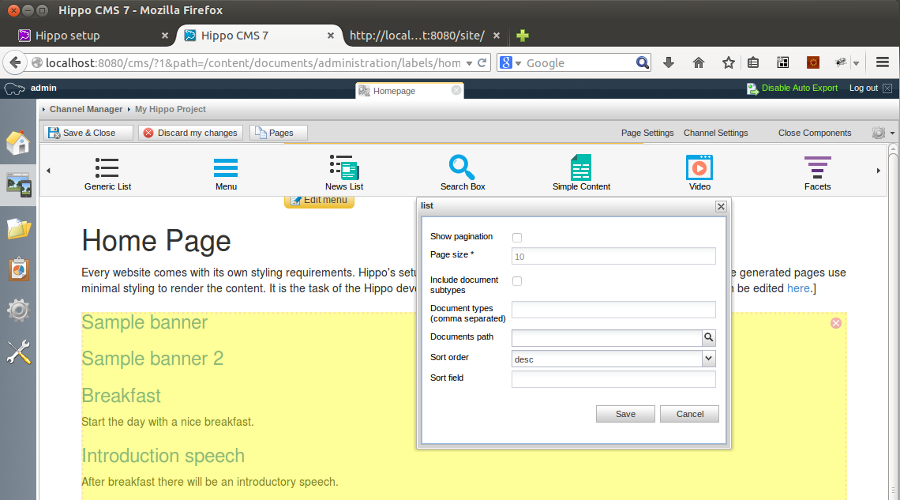 Hippo CMS 7 - Mozilla Firefox
Hippo setup
Hippo CMS 7
http://local...t:8080/site/
localhost:8080/cms/?1&path=/content/documents/administration/labels/hom
Google
admin
Homepage
Disable Auto Export
Log out
Channel Manager
My Hippo Project
Save & Close
Discard my changes
Pages
Page Settings
Channel Settings
Close Components
Generic List
Menu
News List
Search Box
Simple Content
Video
Facets
Edit menu
list
Home Page
Every website comes with its own styling requirements. Hippo's setu
e generated pages use
minimal styling to render the content. It is the task of the Hippo deve
n be edited here.]
Show pagination
Page size *
10
Include document
subtypes
Document types
(comma separated)
Documents path
Sort order
desc
Sort field
Save
Cancel
Sample banner
Sample banner 2
Breakfast
Start the day with a nice breakfast.
Introduction speech
After breakfast there will be an introductory speech.